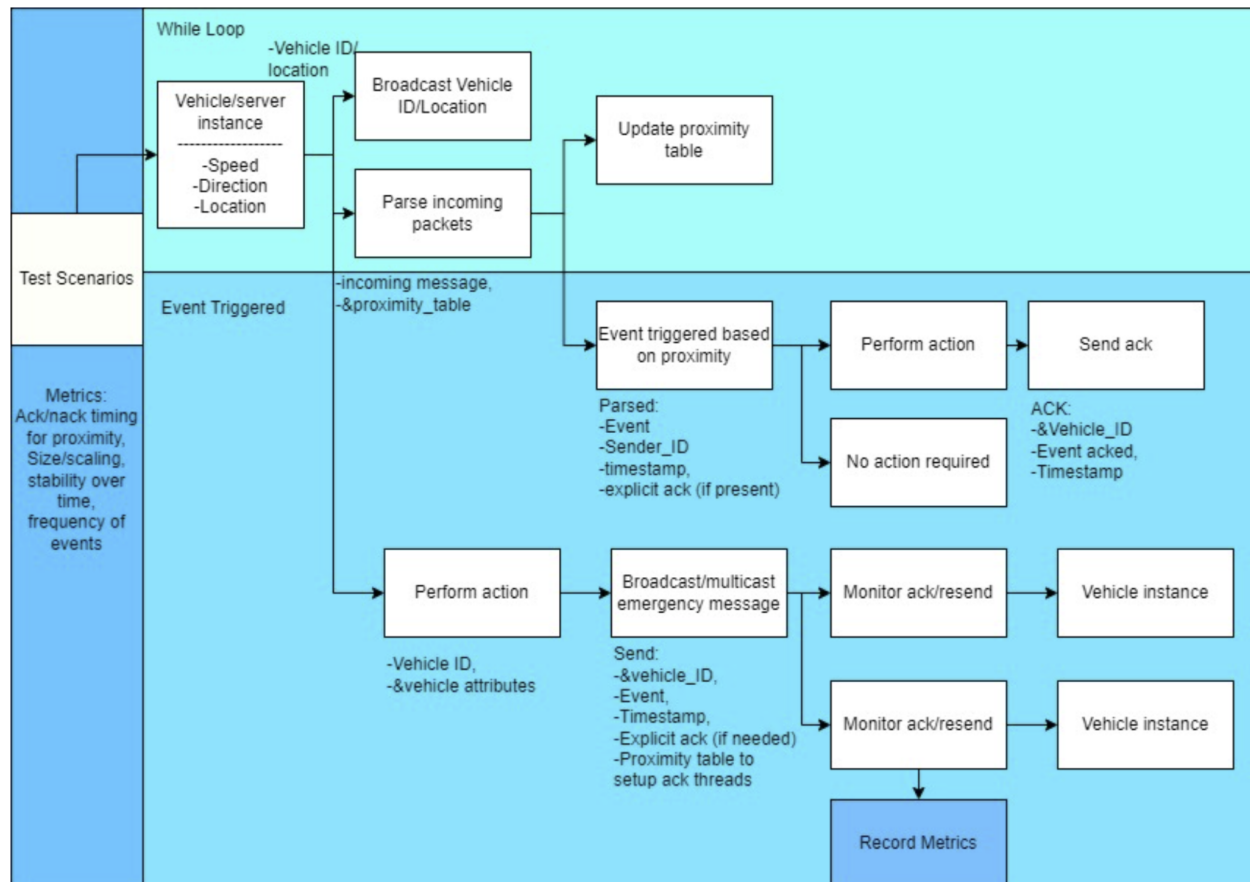 While Loop
-Vehicle ID/
location
Vehicle/server
instance
------------------
-Speed
-Direction
-Location
Broadcast Vehicle
ID/Location
Update proximity
table
Parse incoming
packets
Test Scenarios
-incoming message,
-&proximity_table
Event Triggered
Event triggered based
on proximity
Perform action
Send ack
Parsed:
-Event
-Sender_ID
-timestamp,
-explicit ack (if present)
ACK:
-&Vehicle_ID
-Event acked,
-Timestamp
No action required
Metrics:
Ack/nack timing
for proximity,
Size/scaling,
stability over
time,
frequency of
events
Perform action
-Vehicle ID,
-&vehicle attributes
Broadcast/multicast
emergency message
Send:
-&vehicle_ID,
-Event,
-Timestamp,
-Explicit ack (if needed)
-Proximity table to
setup ack threads
Monitor ack/resend
Vehicle instance
Monitor ack/resend
Vehicle instance
Record Metrics